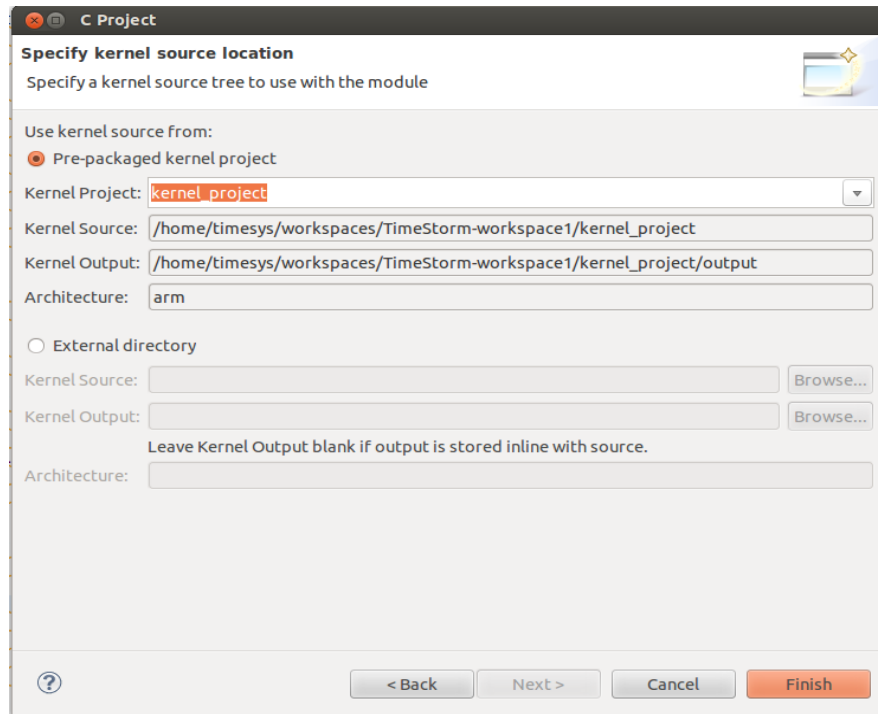 C Project
Specify kernel source location
Specify a kernel source tree to use with the module
Use kernel source from:
Pre-packaged kernel project
Kernel Project: kernel_project
Kernel Source: /home/timesys/workspaces/TimeStorm-workspace1/kernel_project
Kernel Output: /home/timesys/workspaces/TimeStorm-workspace1/kernel_project/output
Architecture: arm
External directory
Kernel Source: Browse...
Kernel Output: Browse...
Leave Kernel Output blank if output is stored inline with source.
Architecture:
? < Back Next > Cancel Finish